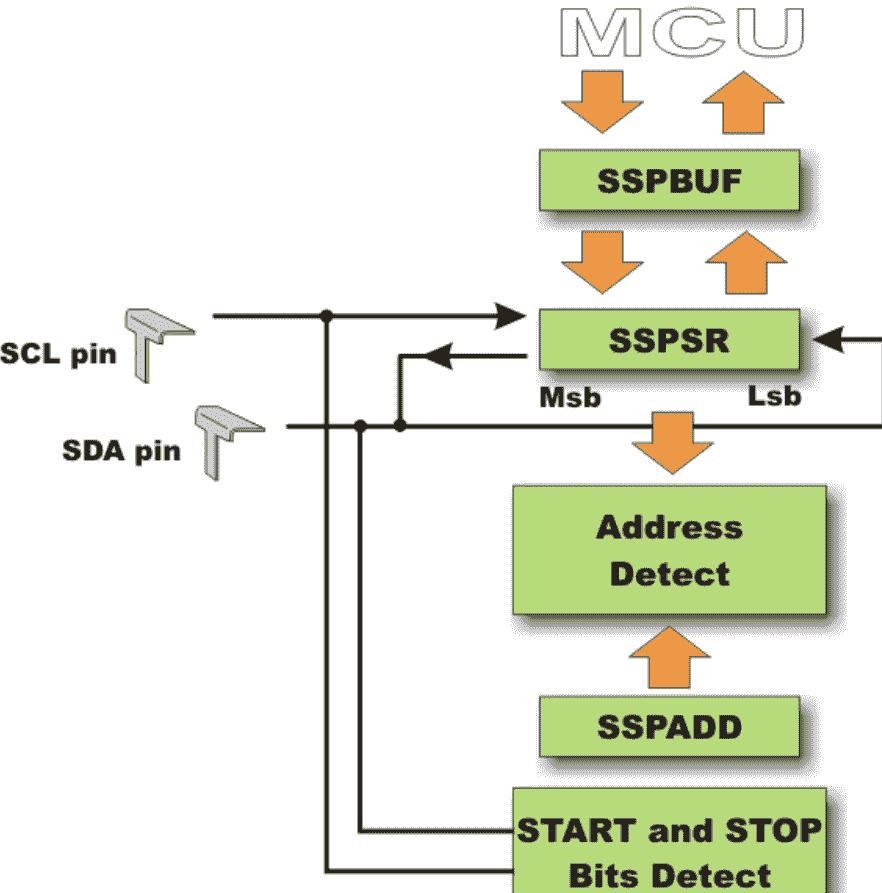 MCU
SSPBUF
SCL pin
SSPSR
Msb
Lsb
SDA pin
Address
Detect
SSPADD
START and STOP
Bits Detect